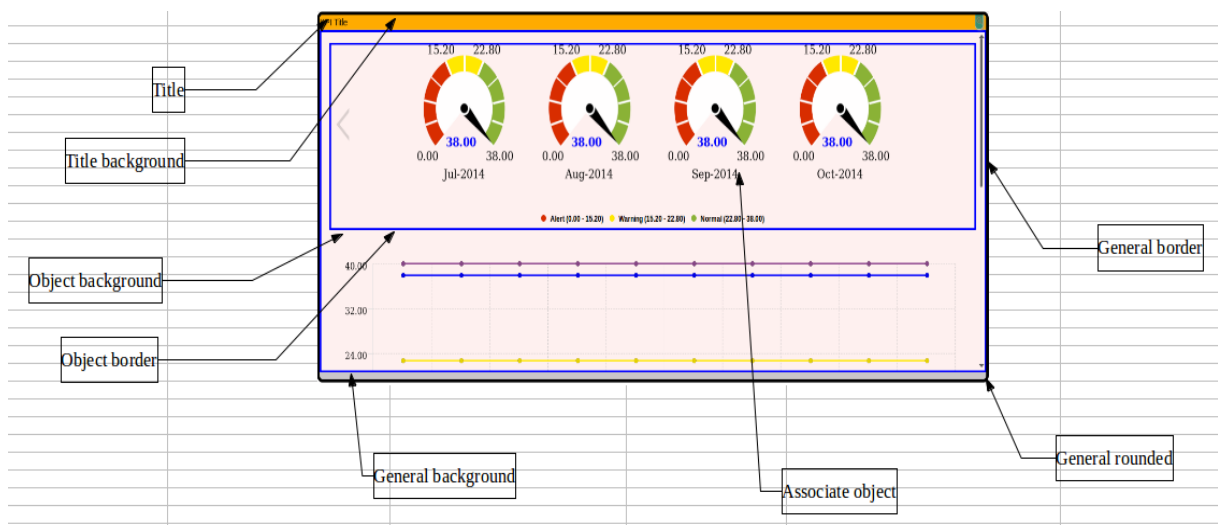 Title
15.20 22.80 15.20 22.80 15.20 22.80 15.20 22.80
Title
38.00 38.00 38.00 38.00
0.00 38.00 0.00 38.00 0.00 38.00 0.00 38.00
Title background
Jul-2014 Aug-2014 Sep-2014 Oct-2014
Alert (0.00 - 15.20) Warning (15.20 - 22.80) Normal (22.80 - 38.00)
General border
Object background
40.00
32.00
Object border
24.00
General rounded
General background
Associate object